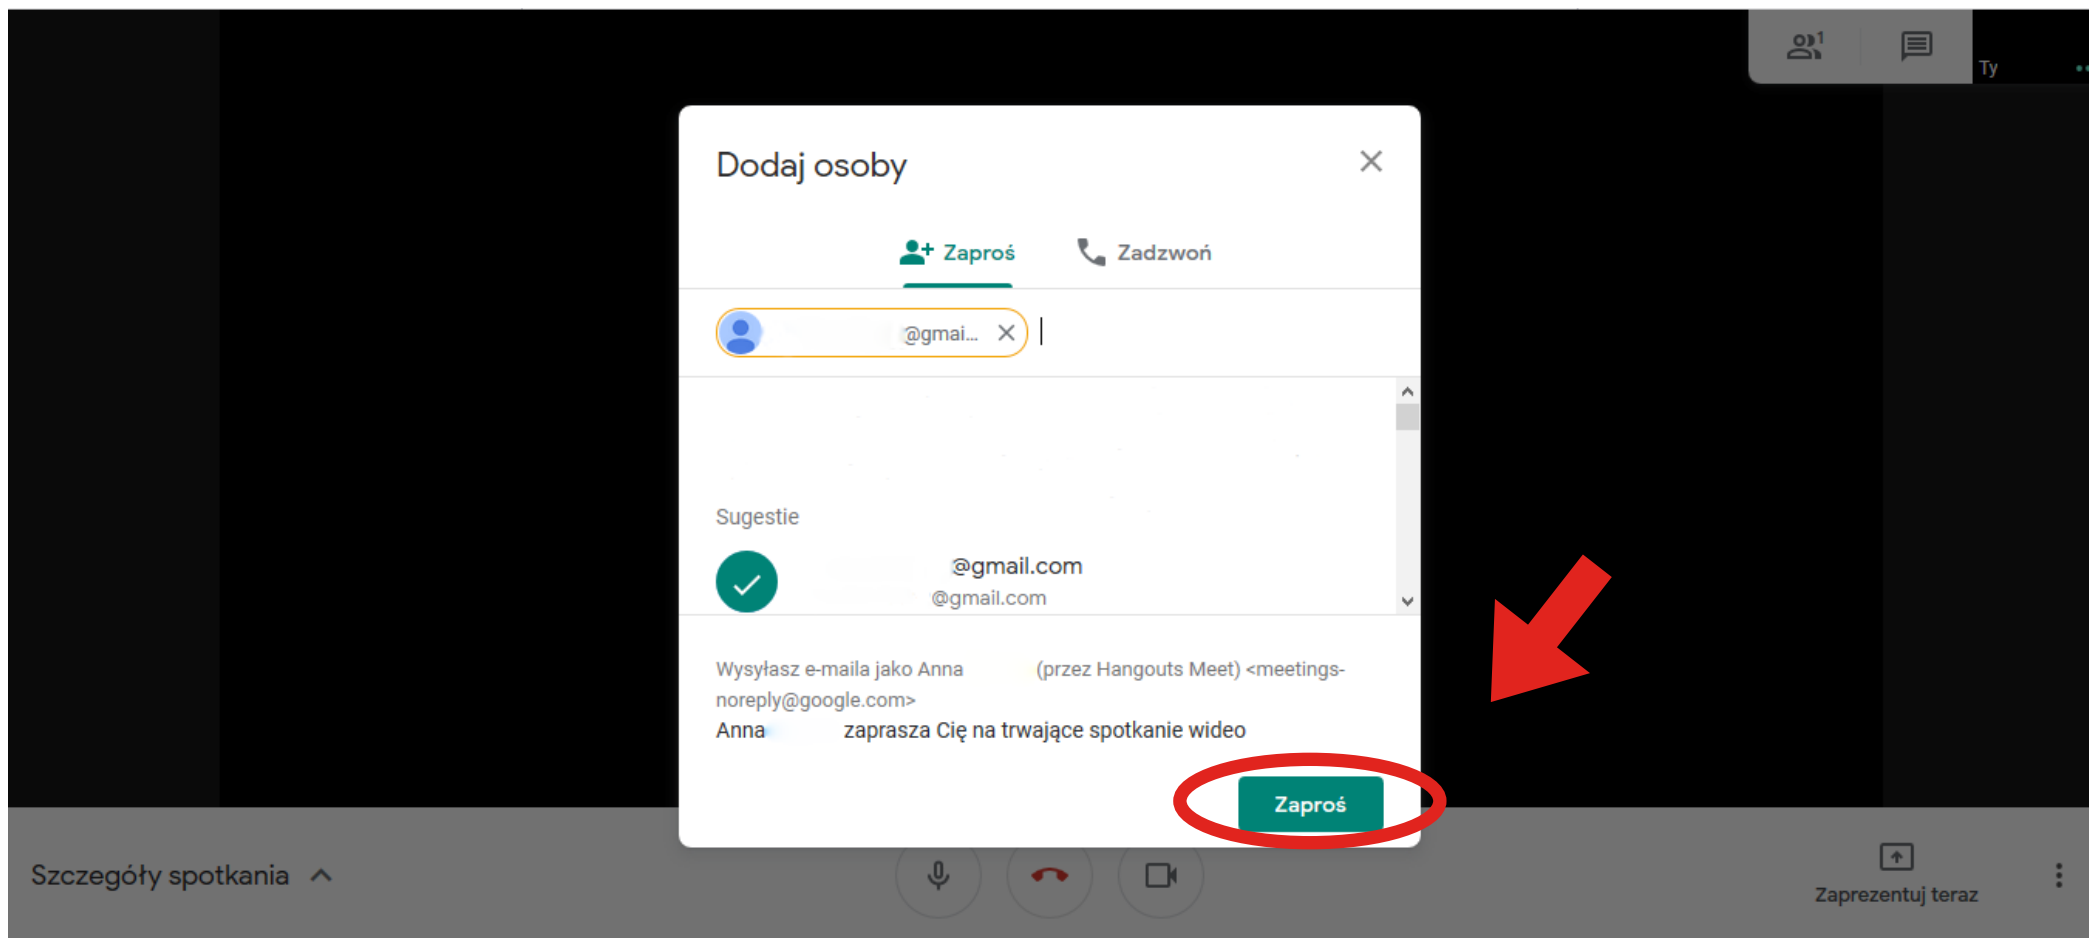 1
Ty
Dodaj osoby
Zaproś
Zadzwoń
@gmai...
Sugestie
@gmail.com
@gmail.com
Wysyłasz e-maila jako Anna (przez Hangouts Meet) <meetings-
noreply@google.com>
Anna zaprasza Cię na trwające spotkanie wideo
Zaproś
Szczegóły spotkania
Zaprezentuj teraz